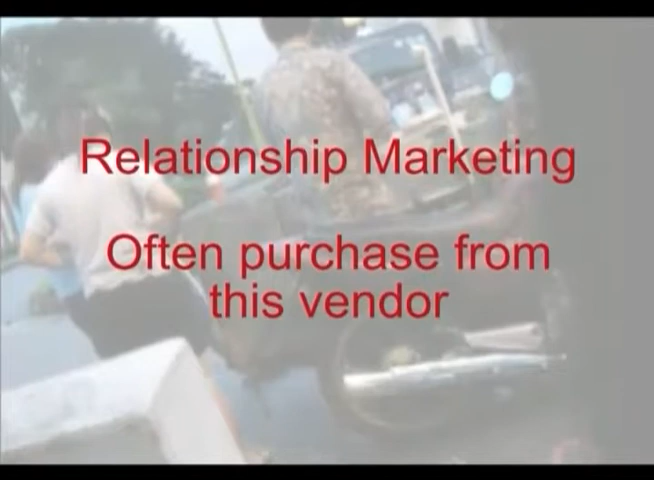 Relationship Marketing
Often purchase from
this vendor